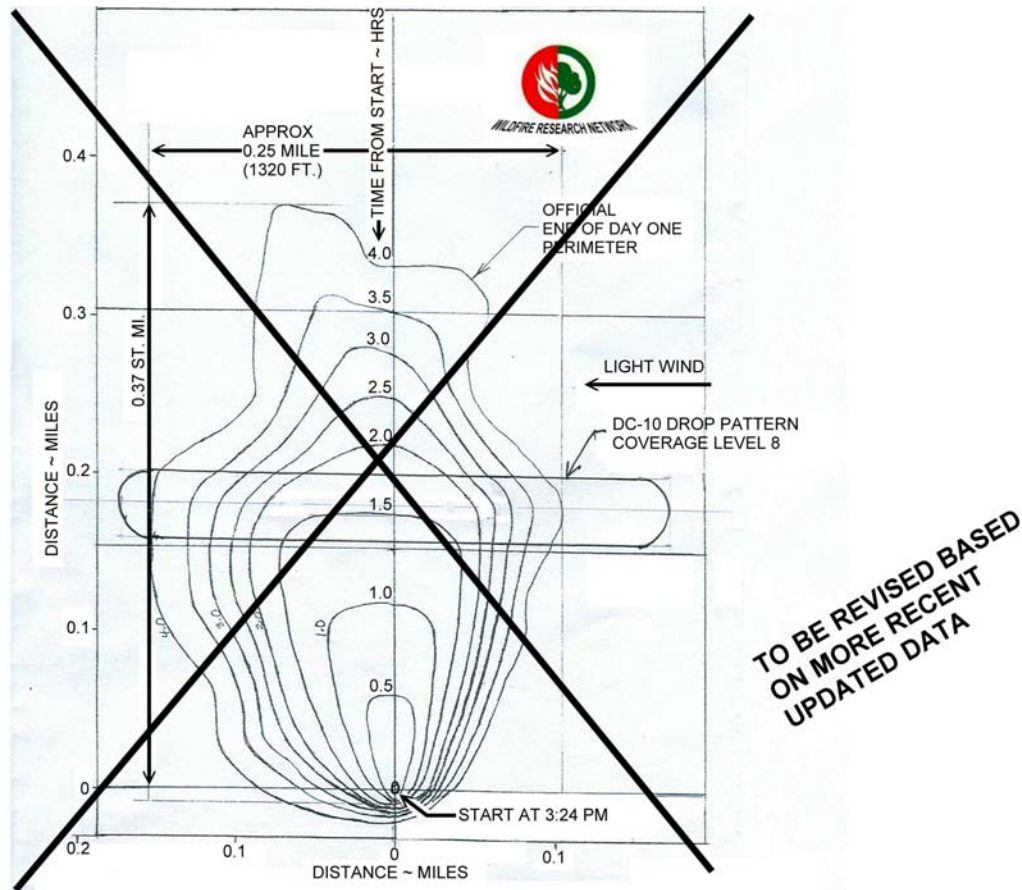 TIME FROM START ~ HRS
WILDFIRE RESEARCH NETWORK
APPROX
0.25 MILE
(1320 FT.)
0.4
OFFICIAL
END OF DAY ONE
PERIMETER
4.0
3.5
0.3
3.0
0.37 ST. MI.
LIGHT WIND
2.5
DC-10 DROP PATTERN
COVERAGE LEVEL 8
2.0
DISTANCE ~ MILES
0.2
1.5
1.0
0.1
4.0
3.0
2.0
1.0
0.5
0
0
START AT 3:24 PM
0.2
0.1
0
0.1
DISTANCE ~ MILES
TO BE REVISED BASED
ON MORE RECENT
UPDATED DATA